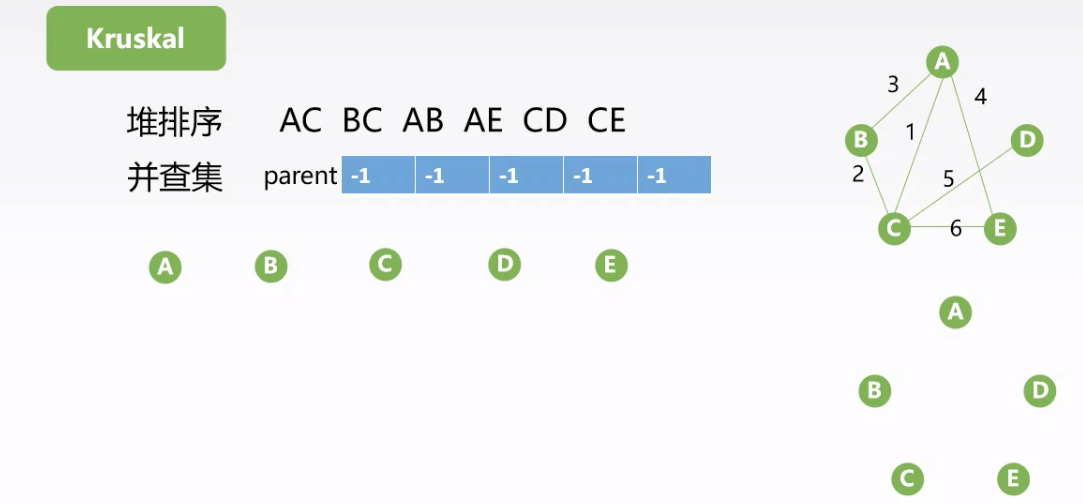 Kruskal
堆排序 AC BC AB AE CD CE
并查集 parent -1 -1 -1 -1 -1
A B C D E
A
3 4
B 1 D
2 5
C 6 E
A
B D
C E